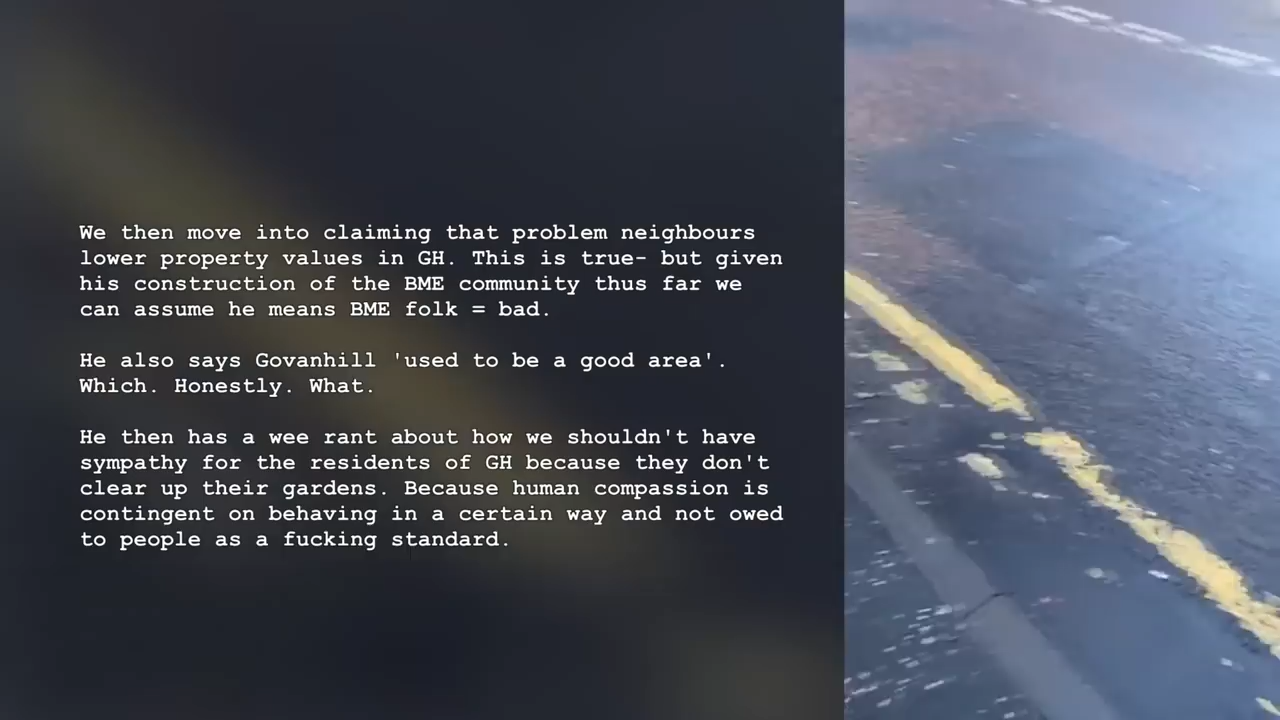 We then move into claiming that problem neighbours
lower property values in GH. This is true- but given
his construction of the BME community thus far we
can assume he means BME folk = bad.
He also says Govanhill 'used to be a good area'.
Which. Honestly. What.
He then has a wee rant about how we shouldn't have
sympathy for the residents of GH because they don't
clear up their gardens. Because human compassion is
contingent on behaving in a certain way and not owed
to people as a fucking standard.